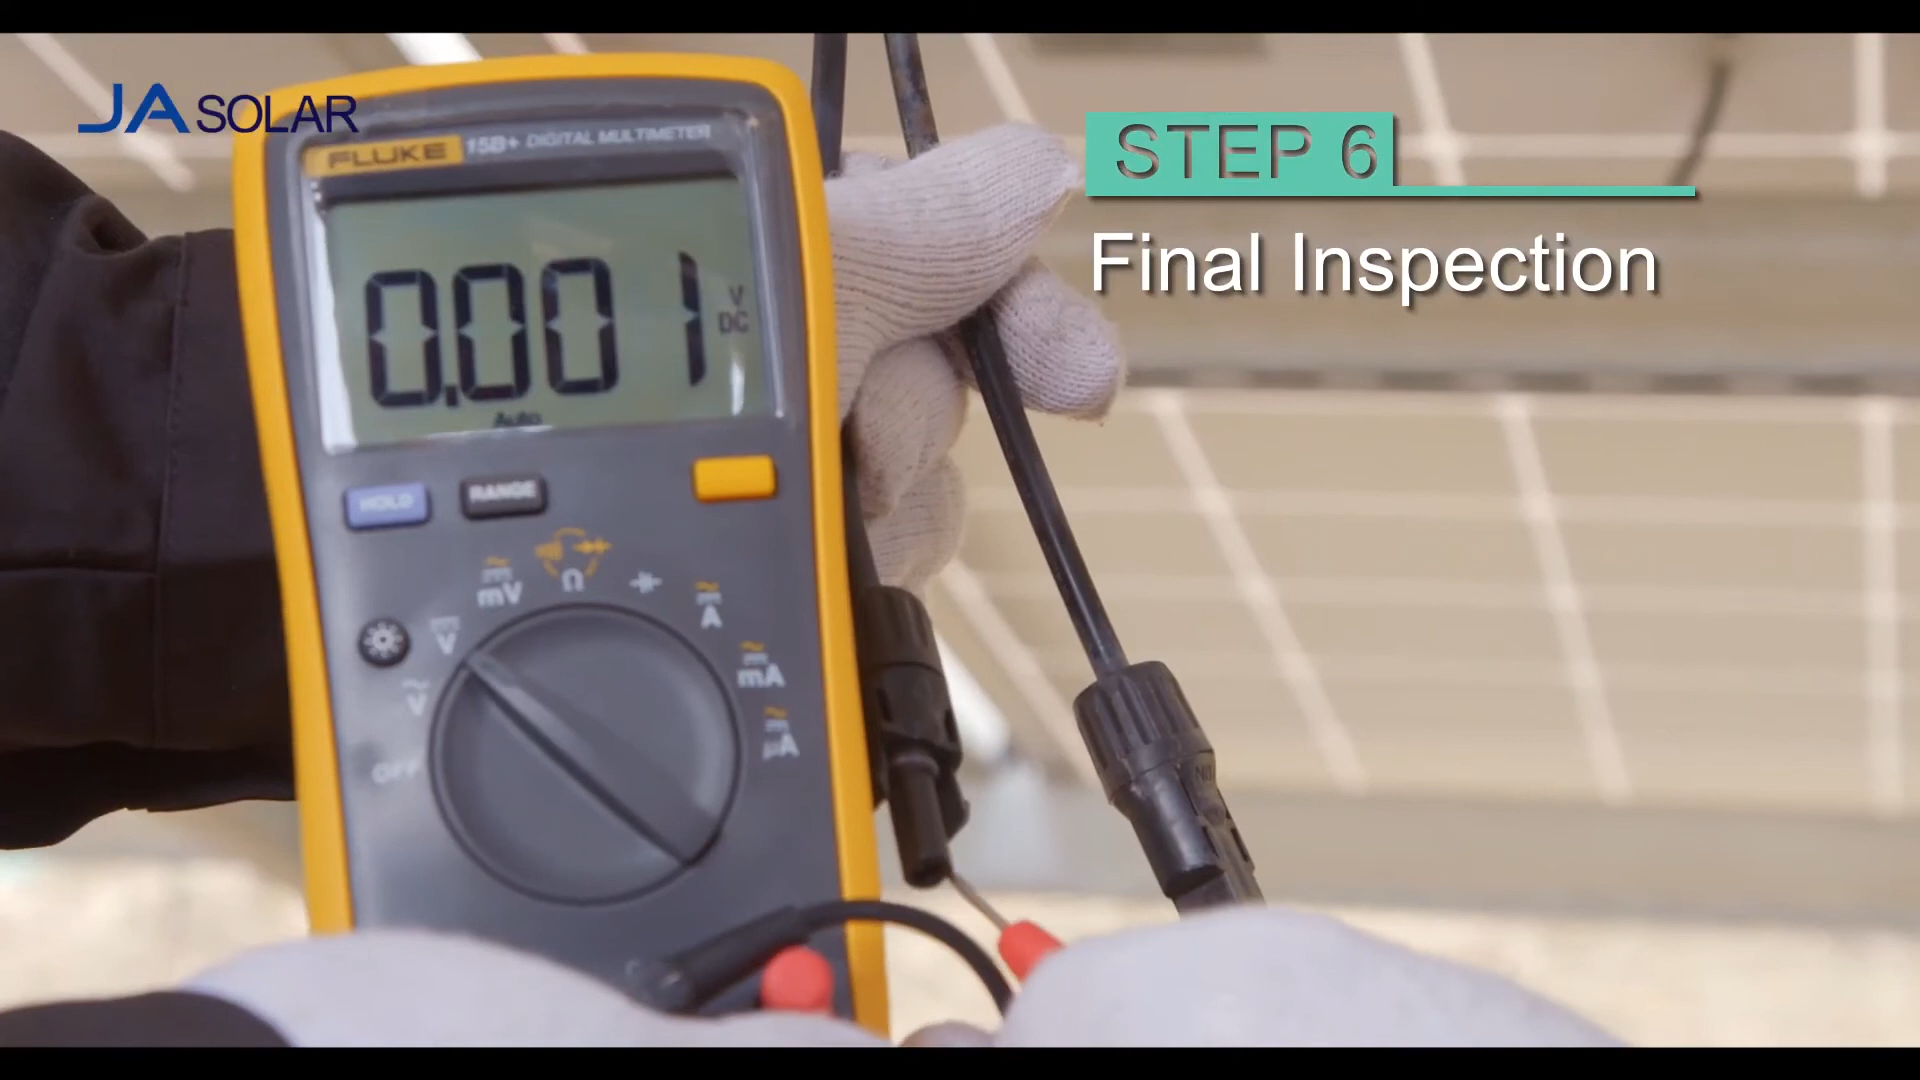 JA SOLAR
STEP 6
Final Inspection
FLUKE 15B+ DIGITAL MULTIMETER
0.001 V DC
Auto
HOLD RANGE
mV Ω A
V mA
V μA
OFF